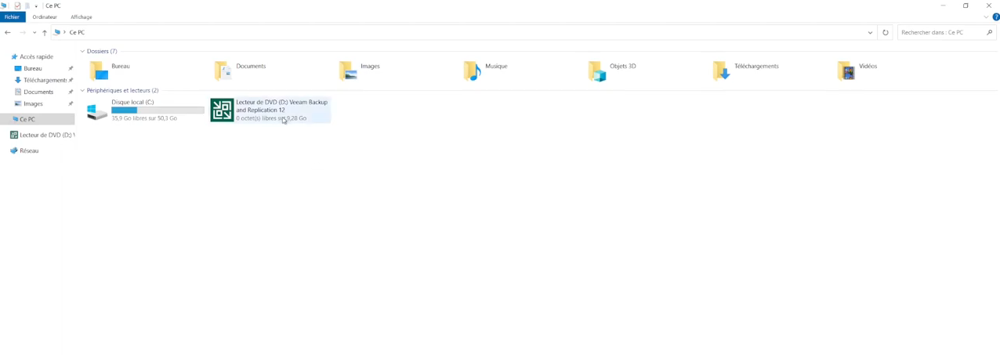 Ce PC
Fichier Ordinateur Affichage
Ce PC Rechercher dans : Ce PC
Accès rapide
Bureau
Téléchargements
Documents
Images
Ce PC
Lecteur de DVD (D:) V
Réseau
Dossiers (7)
Bureau Documents Images Musique Objets 3D Téléchargements Vidéos
Périphériques et lecteurs (2)
Disque local (C:)
35,9 Go libres sur 50,3 Go
Lecteur de DVD (D:) Veeam Backup
and Replication 12
0 octet(s) libres sur 9,28 Go